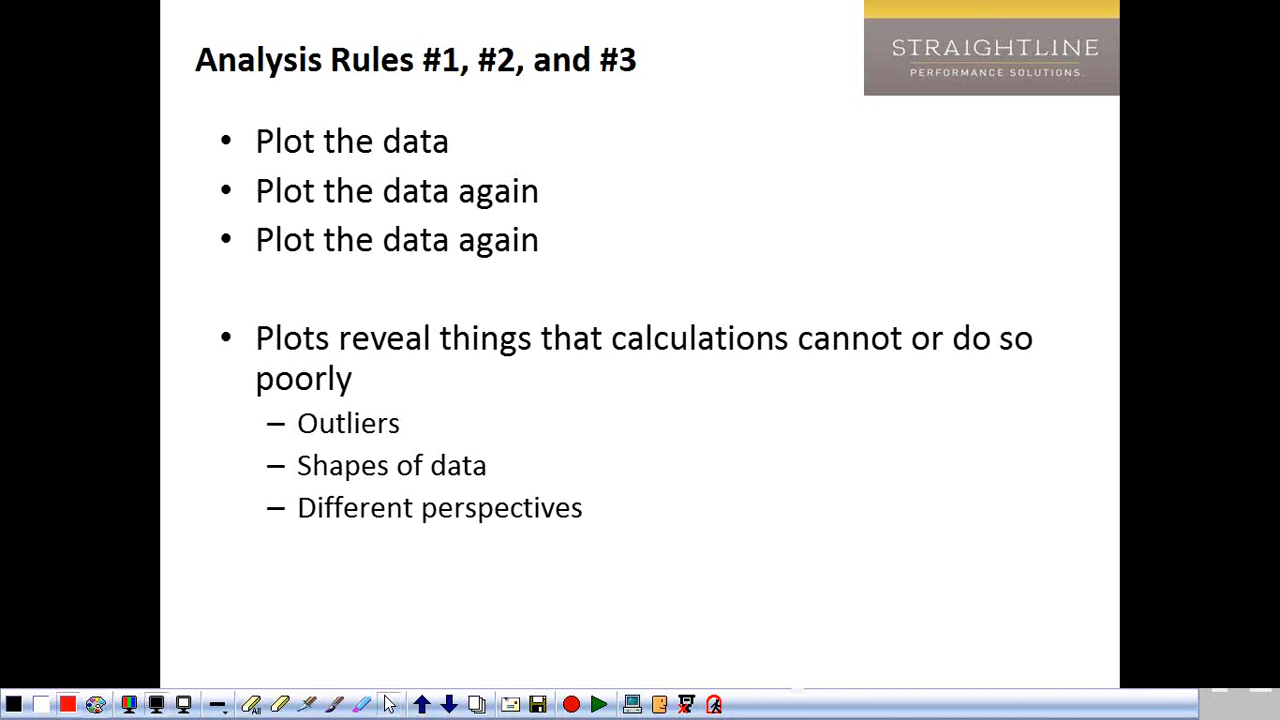 Analysis Rules #1, #2, and #3
STRAIGHTLINE
PERFORMANCE SOLUTIONS.
• Plot the data
• Plot the data again
• Plot the data again
• Plots reveal things that calculations cannot or do so
poorly
– Outliers
– Shapes of data
– Different perspectives
All